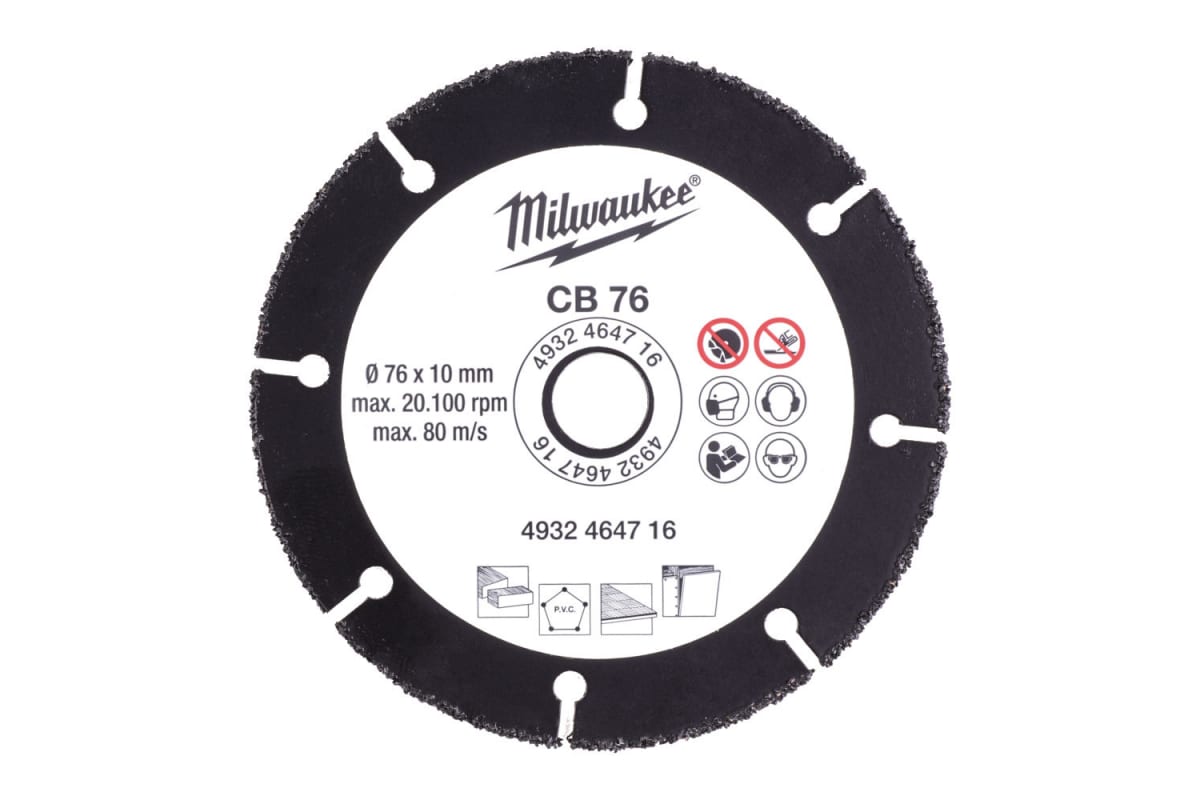 Milwaukee®
CB 76
4932 4647 16
Ø 76 x 10 mm
max. 20.100 rpm
max. 80 m/s
4932 4647 16
4932 4647 16
P.V.C.